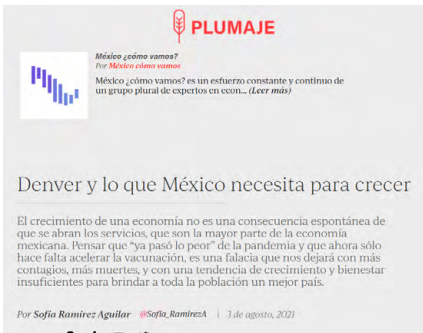 PLUMAJE
México ¿cómo vamos?
Por México cómo vamos
México ¿cómo vamos? es un esfuerzo constante y continuo de
un grupo plural de expertos en econ... (Leer más)
Denver y lo que México necesita para crecer
El crecimiento de una economía no es una consecuencia espontánea de
que se abran los servicios, que son la mayor parte de la economía
mexicana. Pensar que “ya pasó lo peor” de la pandemia y que ahora sólo
hace falta acelerar la vacunación, es una falacia que nos dejará con más
contagios, más muertes, y con una tendencia de crecimiento y bienestar
insuficientes para brindar a toda la población un mejor país.
Por Sofía Ramírez Aguilar @Sofia_RamirezA | 3 de agosto, 2021